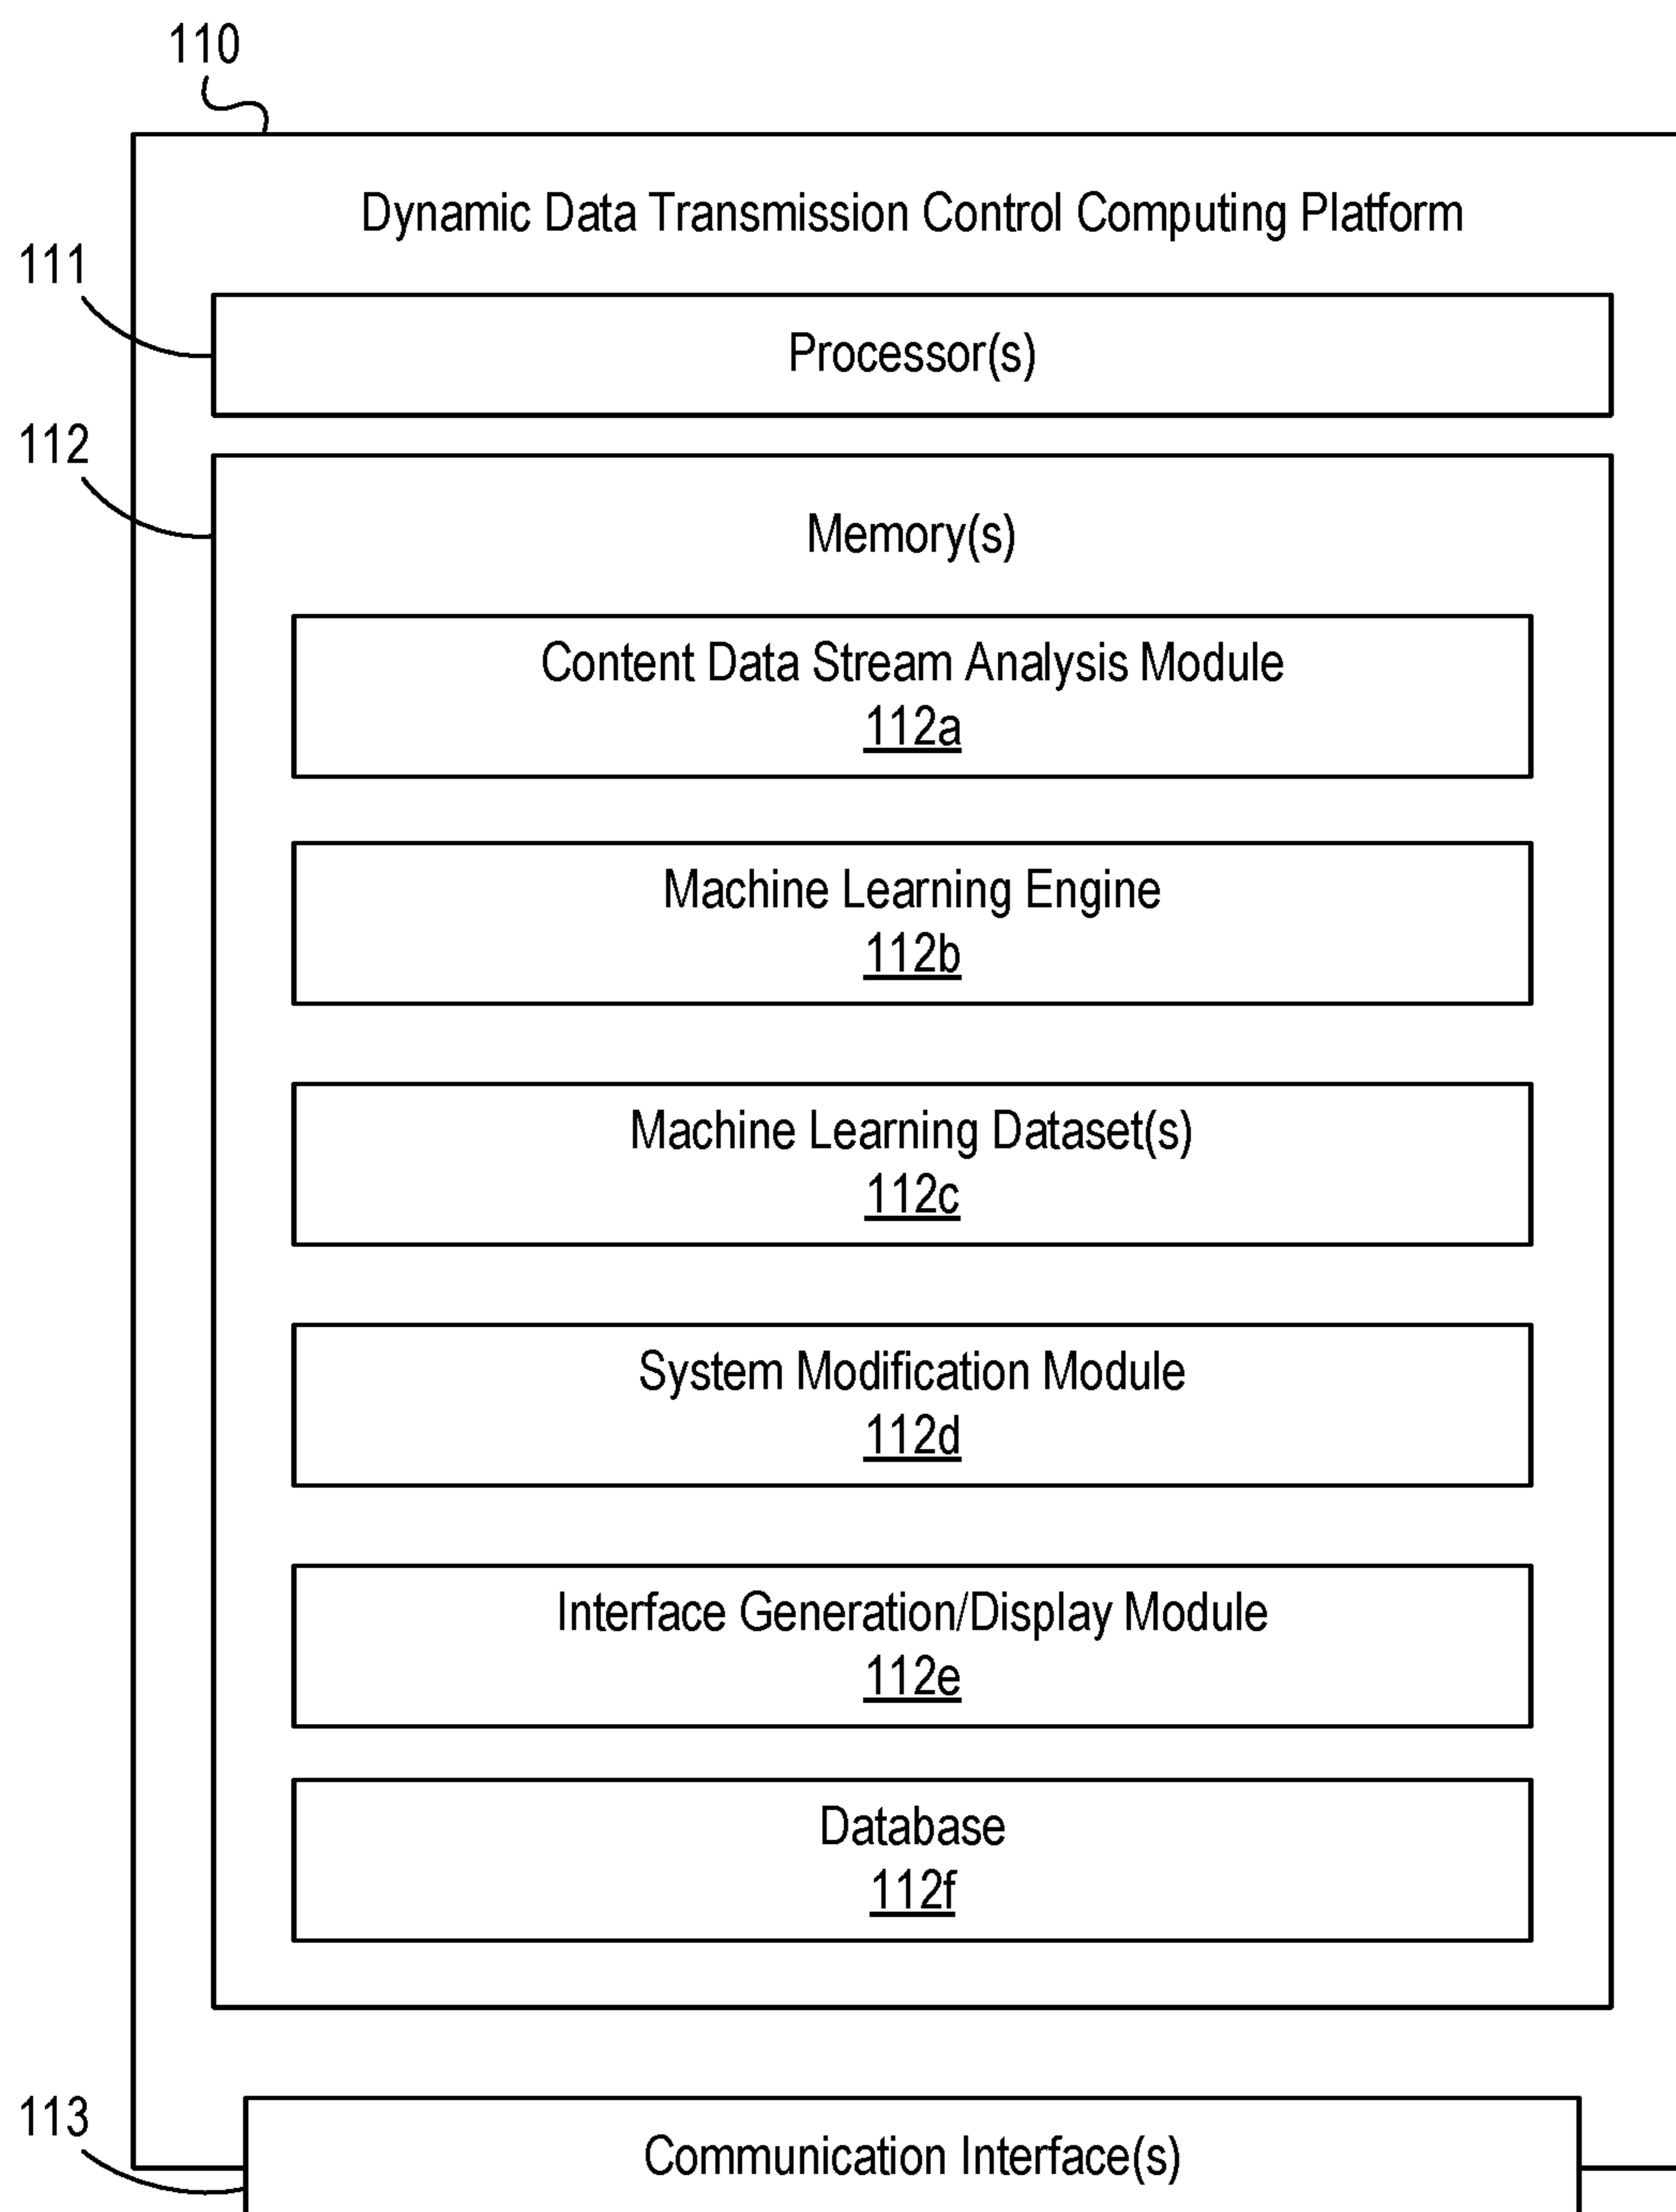 110
Dynamic Data Transmission Control Computing Platform
111
Processor(s)
112
Memory(s)
Content Data Stream Analysis Module
112a
Machine Learning Engine
112b
Machine Learning Dataset(s)
112c
System Modification Module
112d
Interface Generation/Display Module
112e
Database
112f
113
Communication Interface(s)